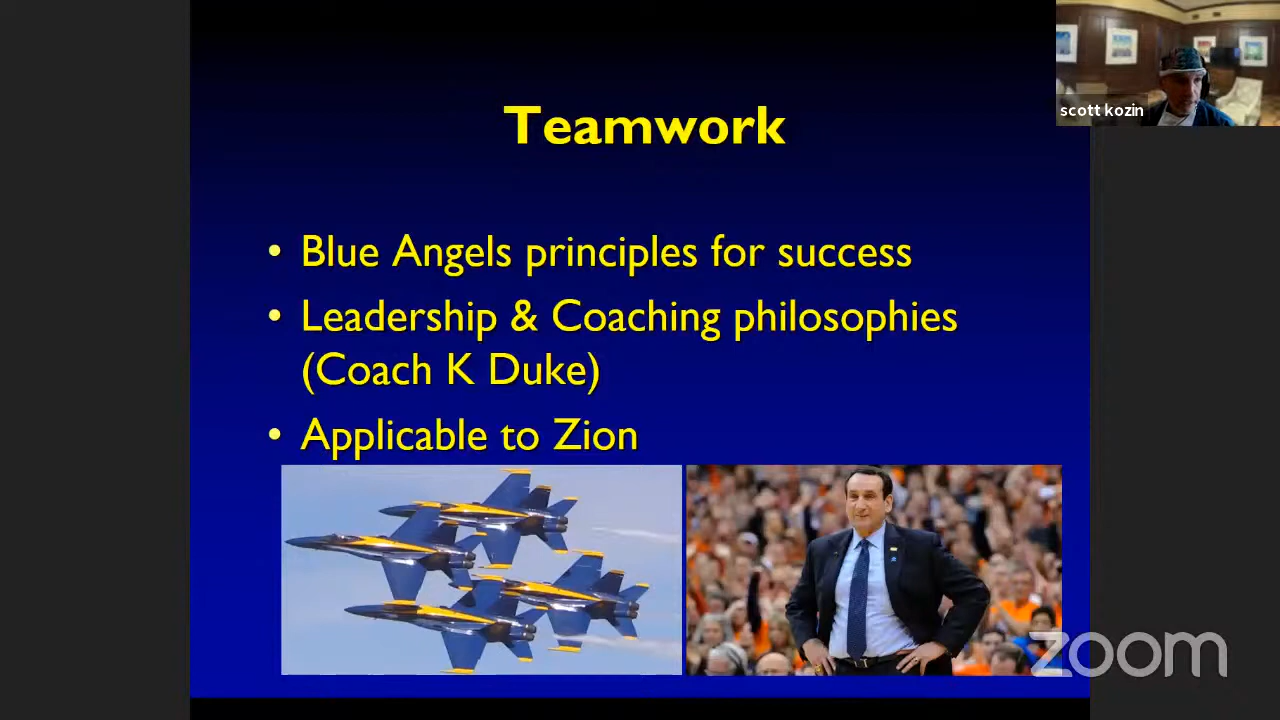 scott kozin
Teamwork
• Blue Angels principles for success
• Leadership & Coaching philosophies
(Coach K Duke)
• Applicable to Zion
zoom